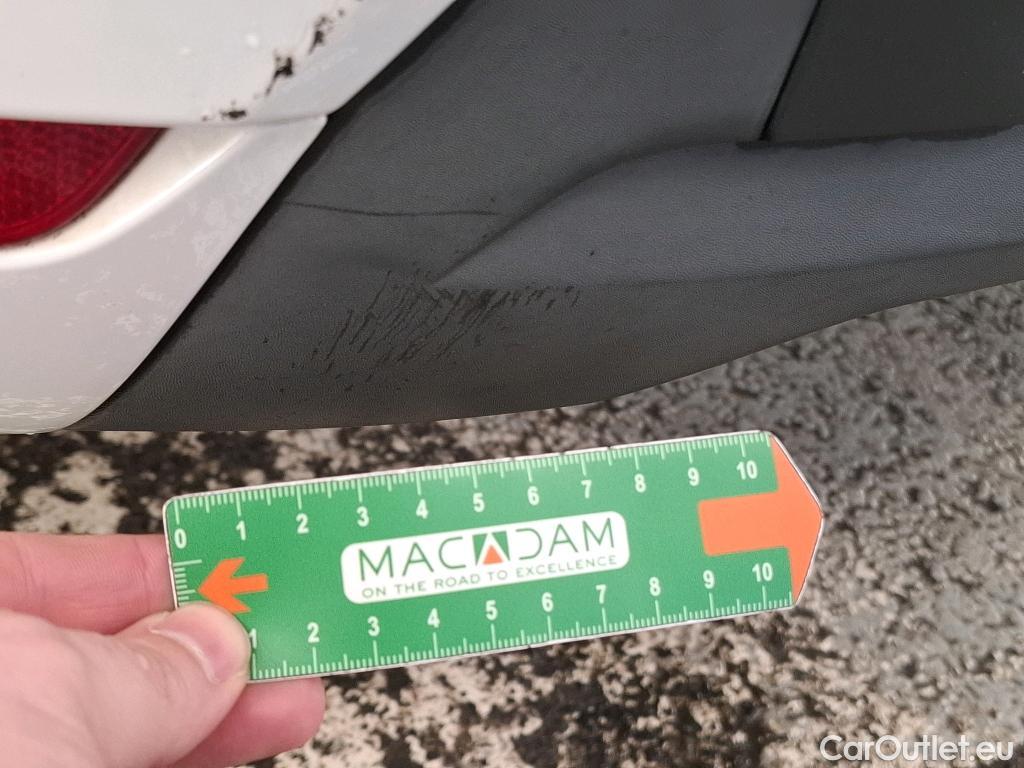 0 1 2 3 4 5 6 7 8 9 10
MACADAM
ON THE ROAD TO EXCELLENCE
1 2 3 4 5 6 7 8 9 10
CarOutlet.eu